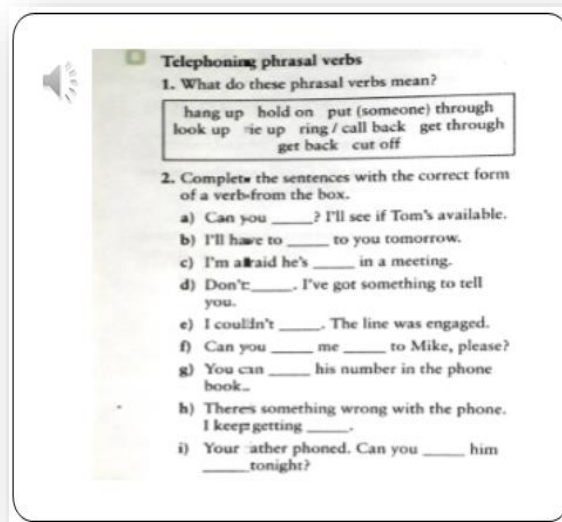 Telephoning phrasal verbs
1. What do these phrasal verbs mean?
hang up hold on put (someone) through
look up tie up ring / call back get through
get back cut off
2. Complete the sentences with the correct form
of a verb from the box.
a) Can you _____? I'll see if Tom's available.
b) I'll have to _____ to you tomorrow.
c) I'm afraid he's _____ in a meeting.
d) Don't _____. I've got something to tell
you.
e) I couldn't _____. The line was engaged.
f) Can you _____ me _____ to Mike, please?
g) You can _____ his number in the phone
book.
h) There's something wrong with the phone.
I keep getting _____.
i) Your father phoned. Can you _____ him
_____ tonight?